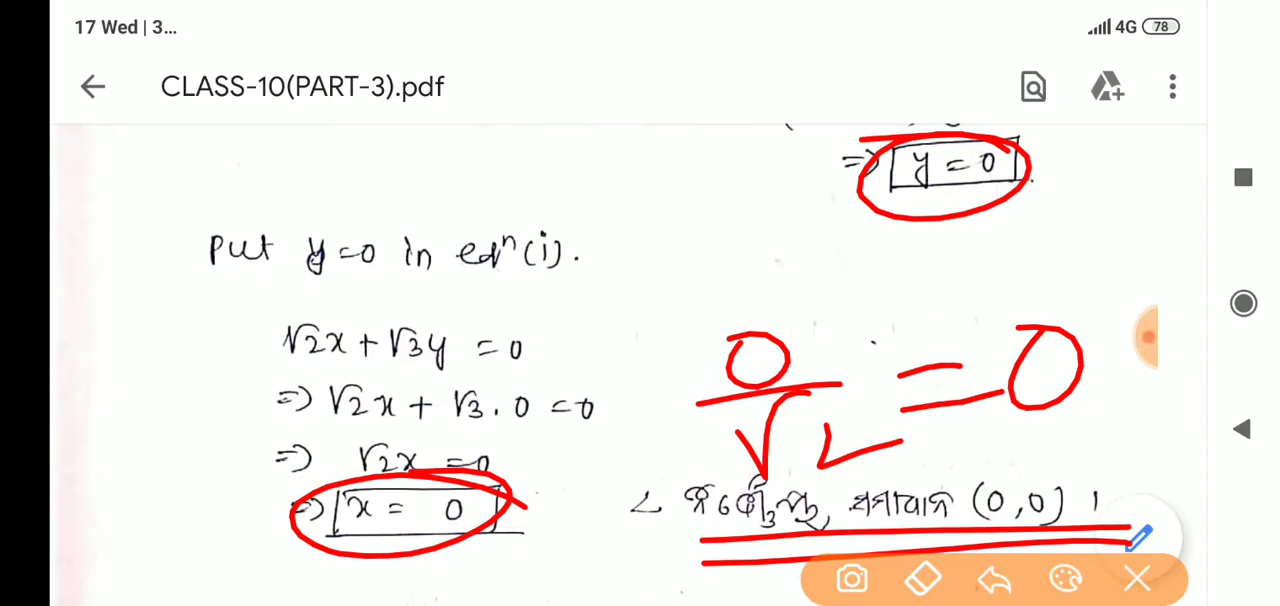 17 Wed | 3...
4G 78
CLASS-10(PART-3).pdf
=> y = 0
Put y=0 in eqⁿ(i).
√2x + √3y = 0
=> √2x + √3 . 0 = 0
=> √2x = 0
=> x = 0
0/√2 = 0
ସମାଧାନ (0,0) ।